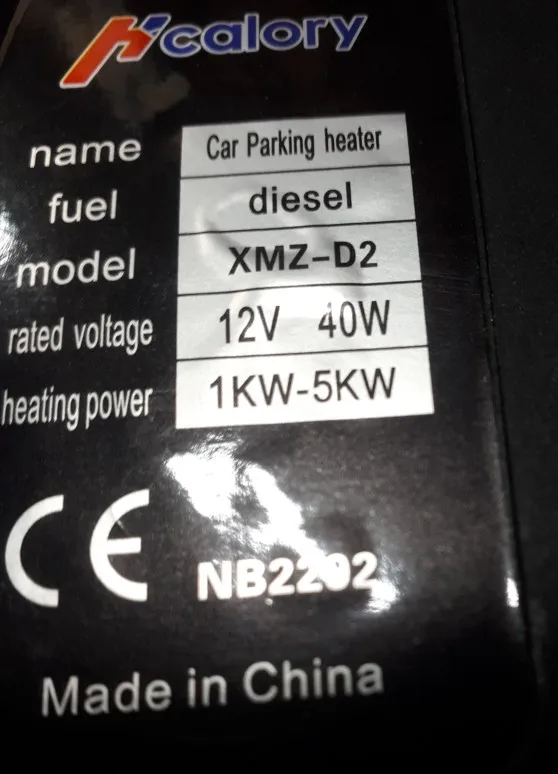 Hcalory
name Car Parking heater
fuel diesel
model XMZ-D2
rated voltage 12V 40W
heating power 1KW-5KW
CE NB2202
Made in China